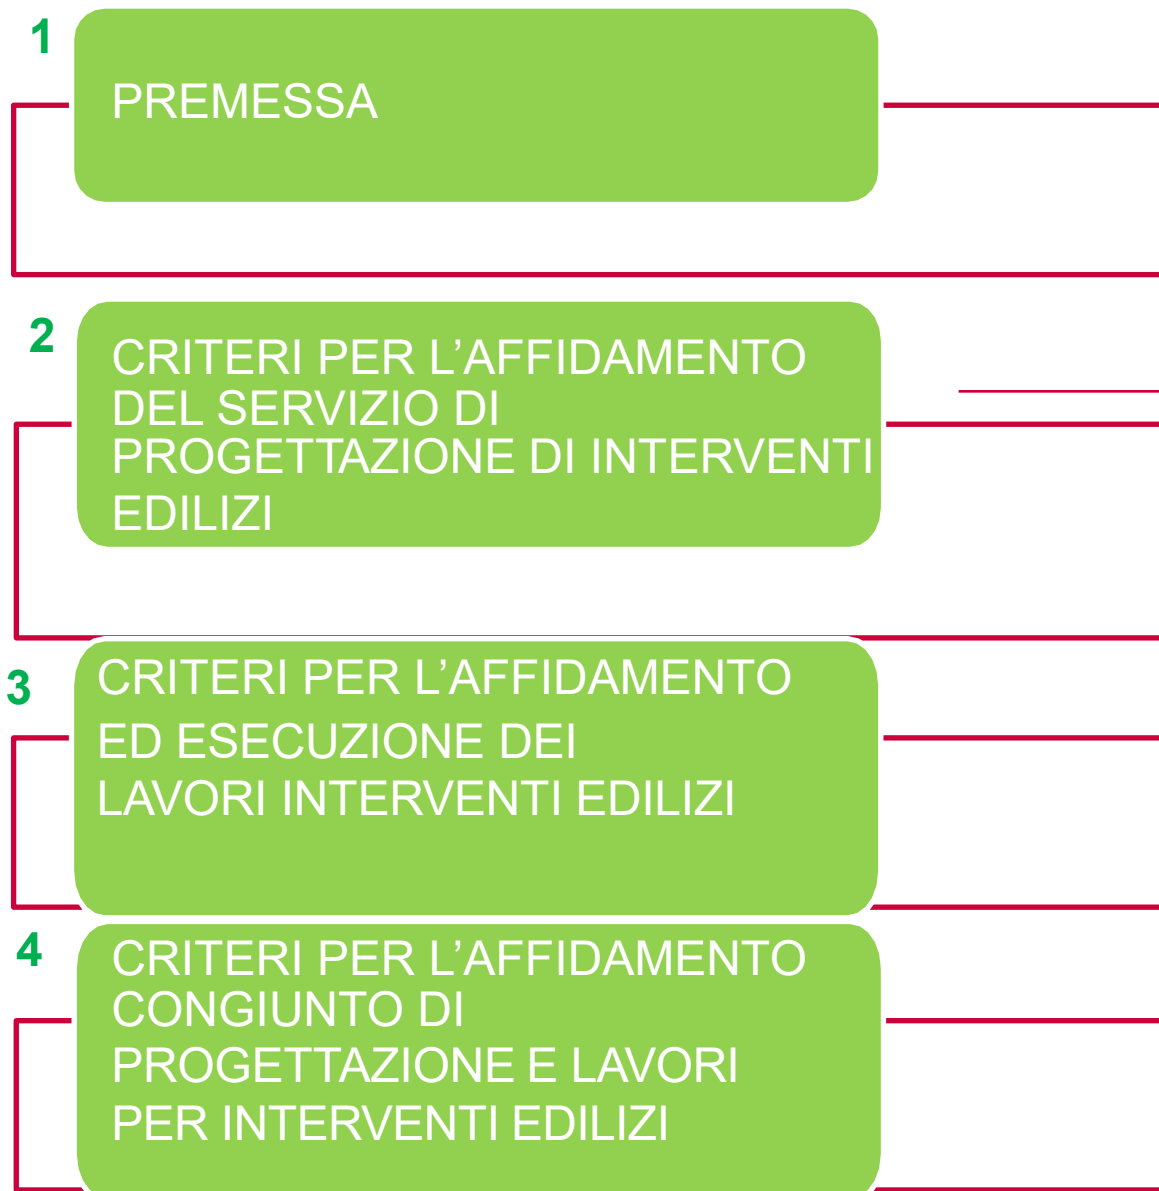 1
PREMESSA
2
CRITERI PER L’AFFIDAMENTO
DEL SERVIZIO DI
PROGETTAZIONE DI INTERVENTI
EDILIZI
3
CRITERI PER L’AFFIDAMENTO
ED ESECUZIONE DEI
LAVORI INTERVENTI EDILIZI
4
CRITERI PER L’AFFIDAMENTO
CONGIUNTO DI
PROGETTAZIONE E LAVORI
PER INTERVENTI EDILIZI